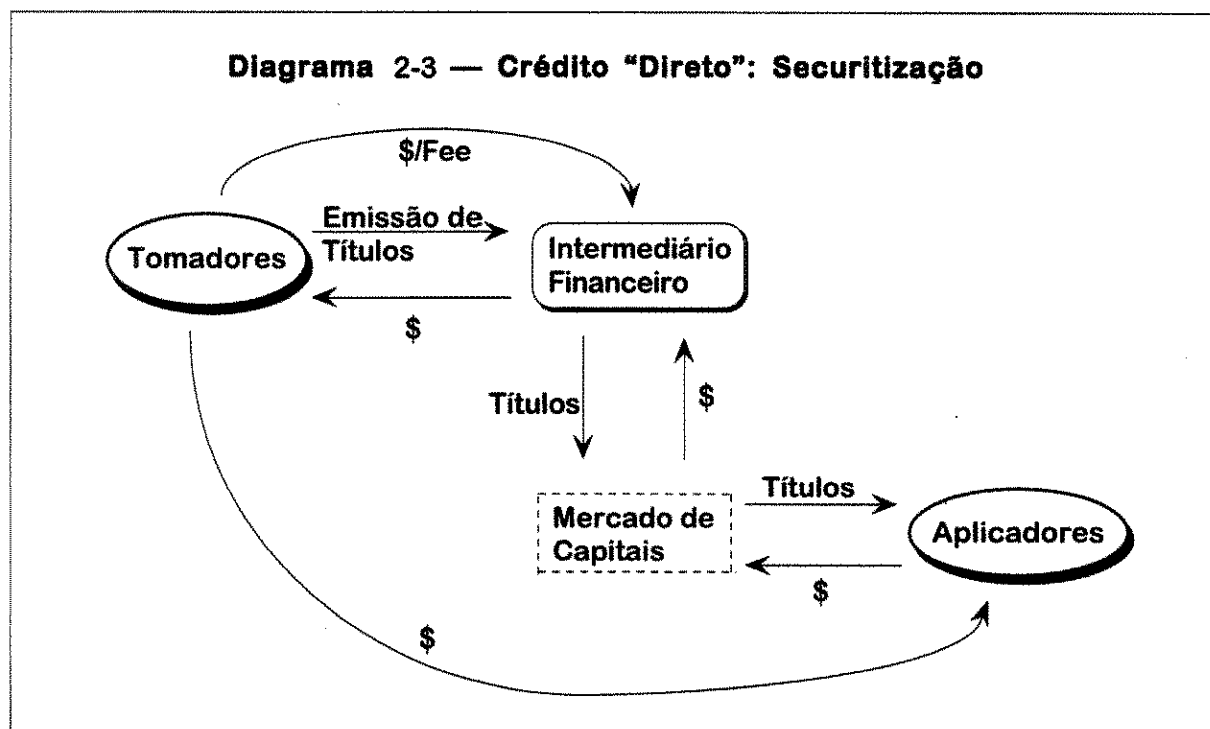 Diagrama 2-3 — Crédito "Direto": Securitização
$/Fee
Emissão de
Títulos
Tomadores
Intermediário
Financeiro
$
Títulos
$
Títulos
Mercado de
Capitais
Aplicadores
$
$